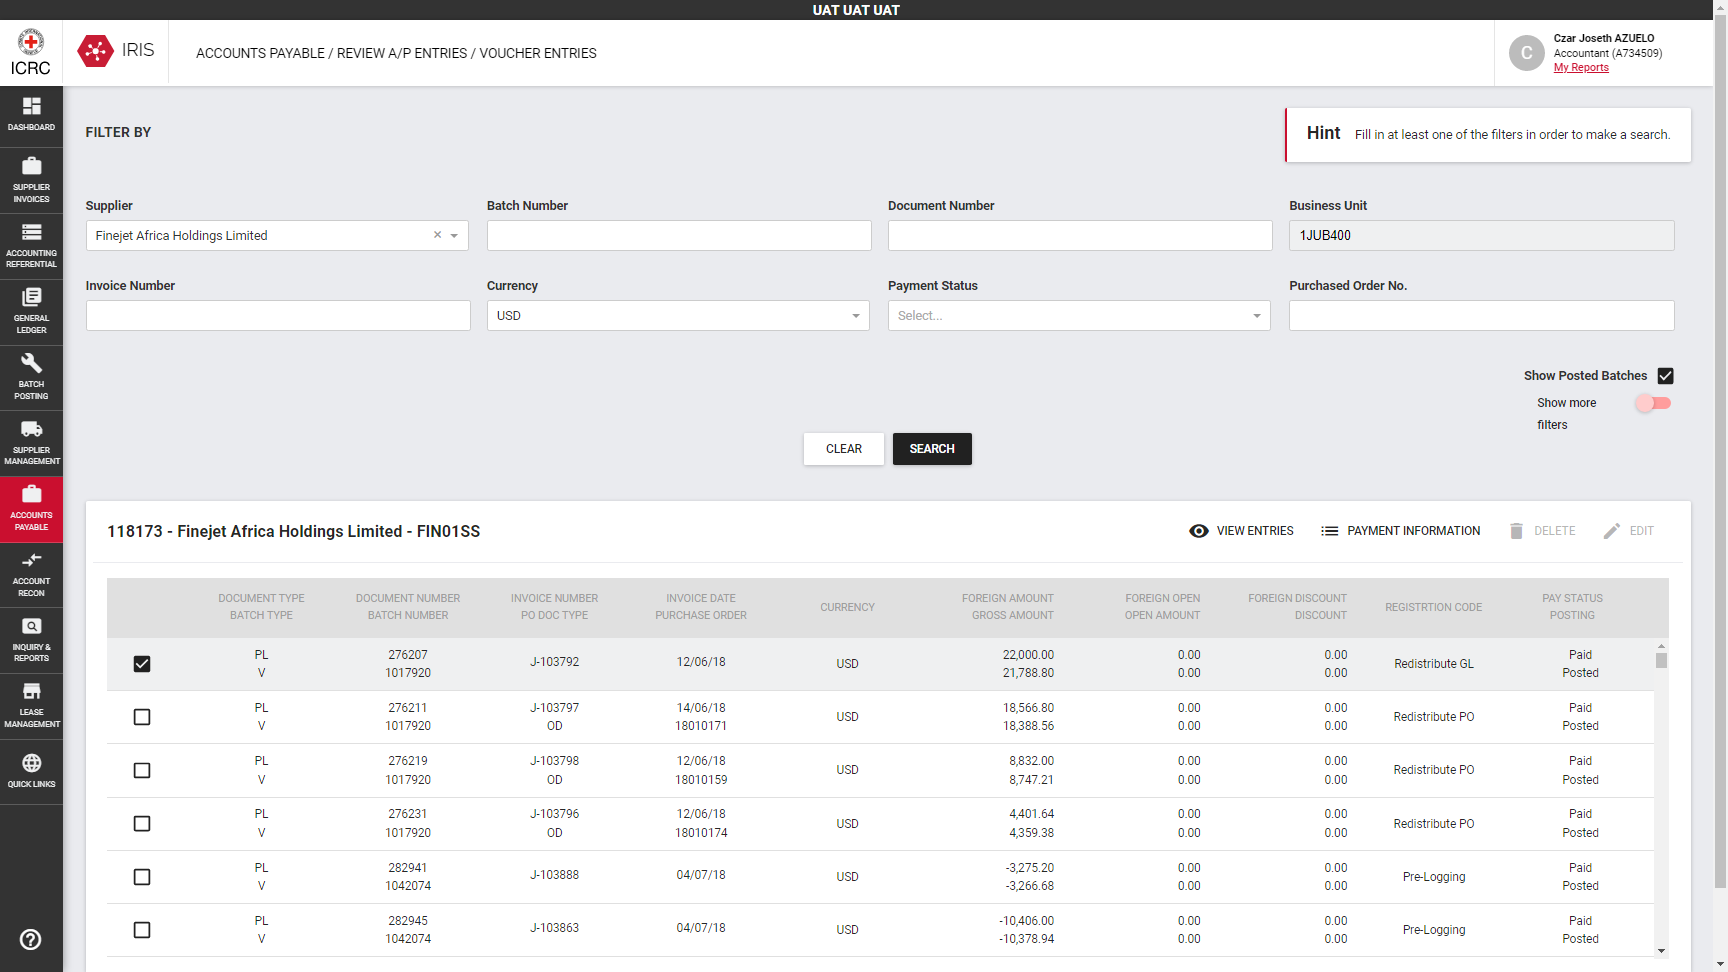 UAT UAT UAT
ICRC
IRIS
ACCOUNTS PAYABLE / REVIEW A/P ENTRIES / VOUCHER ENTRIES
C
Czar Joseth AZUELO
Accountant (A734509)
My Reports
DASHBOARD
SUPPLIER
INVOICES
ACCOUNTING
REFERENTIAL
GENERAL
LEDGER
BATCH
POSTING
SUPPLIER
MANAGEMENT
ACCOUNTS
PAYABLE
ACCOUNT
RECON
INQUIRY &
REPORTS
LEASE
MANAGEMENT
QUICK LINKS
FILTER BY
Hint Fill in at least one of the filters in order to make a search.
Supplier Batch Number Document Number Business Unit
Finejet Africa Holdings Limited 1JUB400
Invoice Number Currency Payment Status Purchased Order No.
USD Select...
Show Posted Batches
Show more
filters
CLEAR SEARCH
118173 - Finejet Africa Holdings Limited - FIN01SS
VIEW ENTRIES PAYMENT INFORMATION DELETE EDIT
DOCUMENT TYPE DOCUMENT NUMBER INVOICE NUMBER INVOICE DATE FOREIGN AMOUNT FOREIGN OPEN FOREIGN DISCOUNT PAY STATUS
CURRENCY REGISTRTION CODE
BATCH TYPE BATCH NUMBER PO DOC TYPE PURCHASE ORDER GROSS AMOUNT OPEN AMOUNT DISCOUNT POSTING
PL 276207 22,000.00 0.00 0.00 Paid
J-103792 12/06/18 USD Redistribute GL
V 1017920 21,788.80 0.00 0.00 Posted
PL 276211 J-103797 14/06/18 18,566.80 0.00 0.00 Paid
USD Redistribute PO
V 1017920 OD 18010171 18,388.56 0.00 0.00 Posted
PL 276219 J-103798 12/06/18 8,832.00 0.00 0.00 Paid
USD Redistribute PO
V 1017920 OD 18010159 8,747.21 0.00 0.00 Posted
PL 276231 J-103796 12/06/18 4,401.64 0.00 0.00 Paid
USD Redistribute PO
V 1017920 OD 18010174 4,359.38 0.00 0.00 Posted
PL 282941 -3,275.20 0.00 0.00 Paid
J-103888 04/07/18 USD Pre-Logging
V 1042074 -3,266.68 0.00 0.00 Posted
PL 282945 -10,406.00 0.00 0.00 Paid
J-103863 04/07/18 USD Pre-Logging
V 1042074 -10,378.94 0.00 0.00 Posted